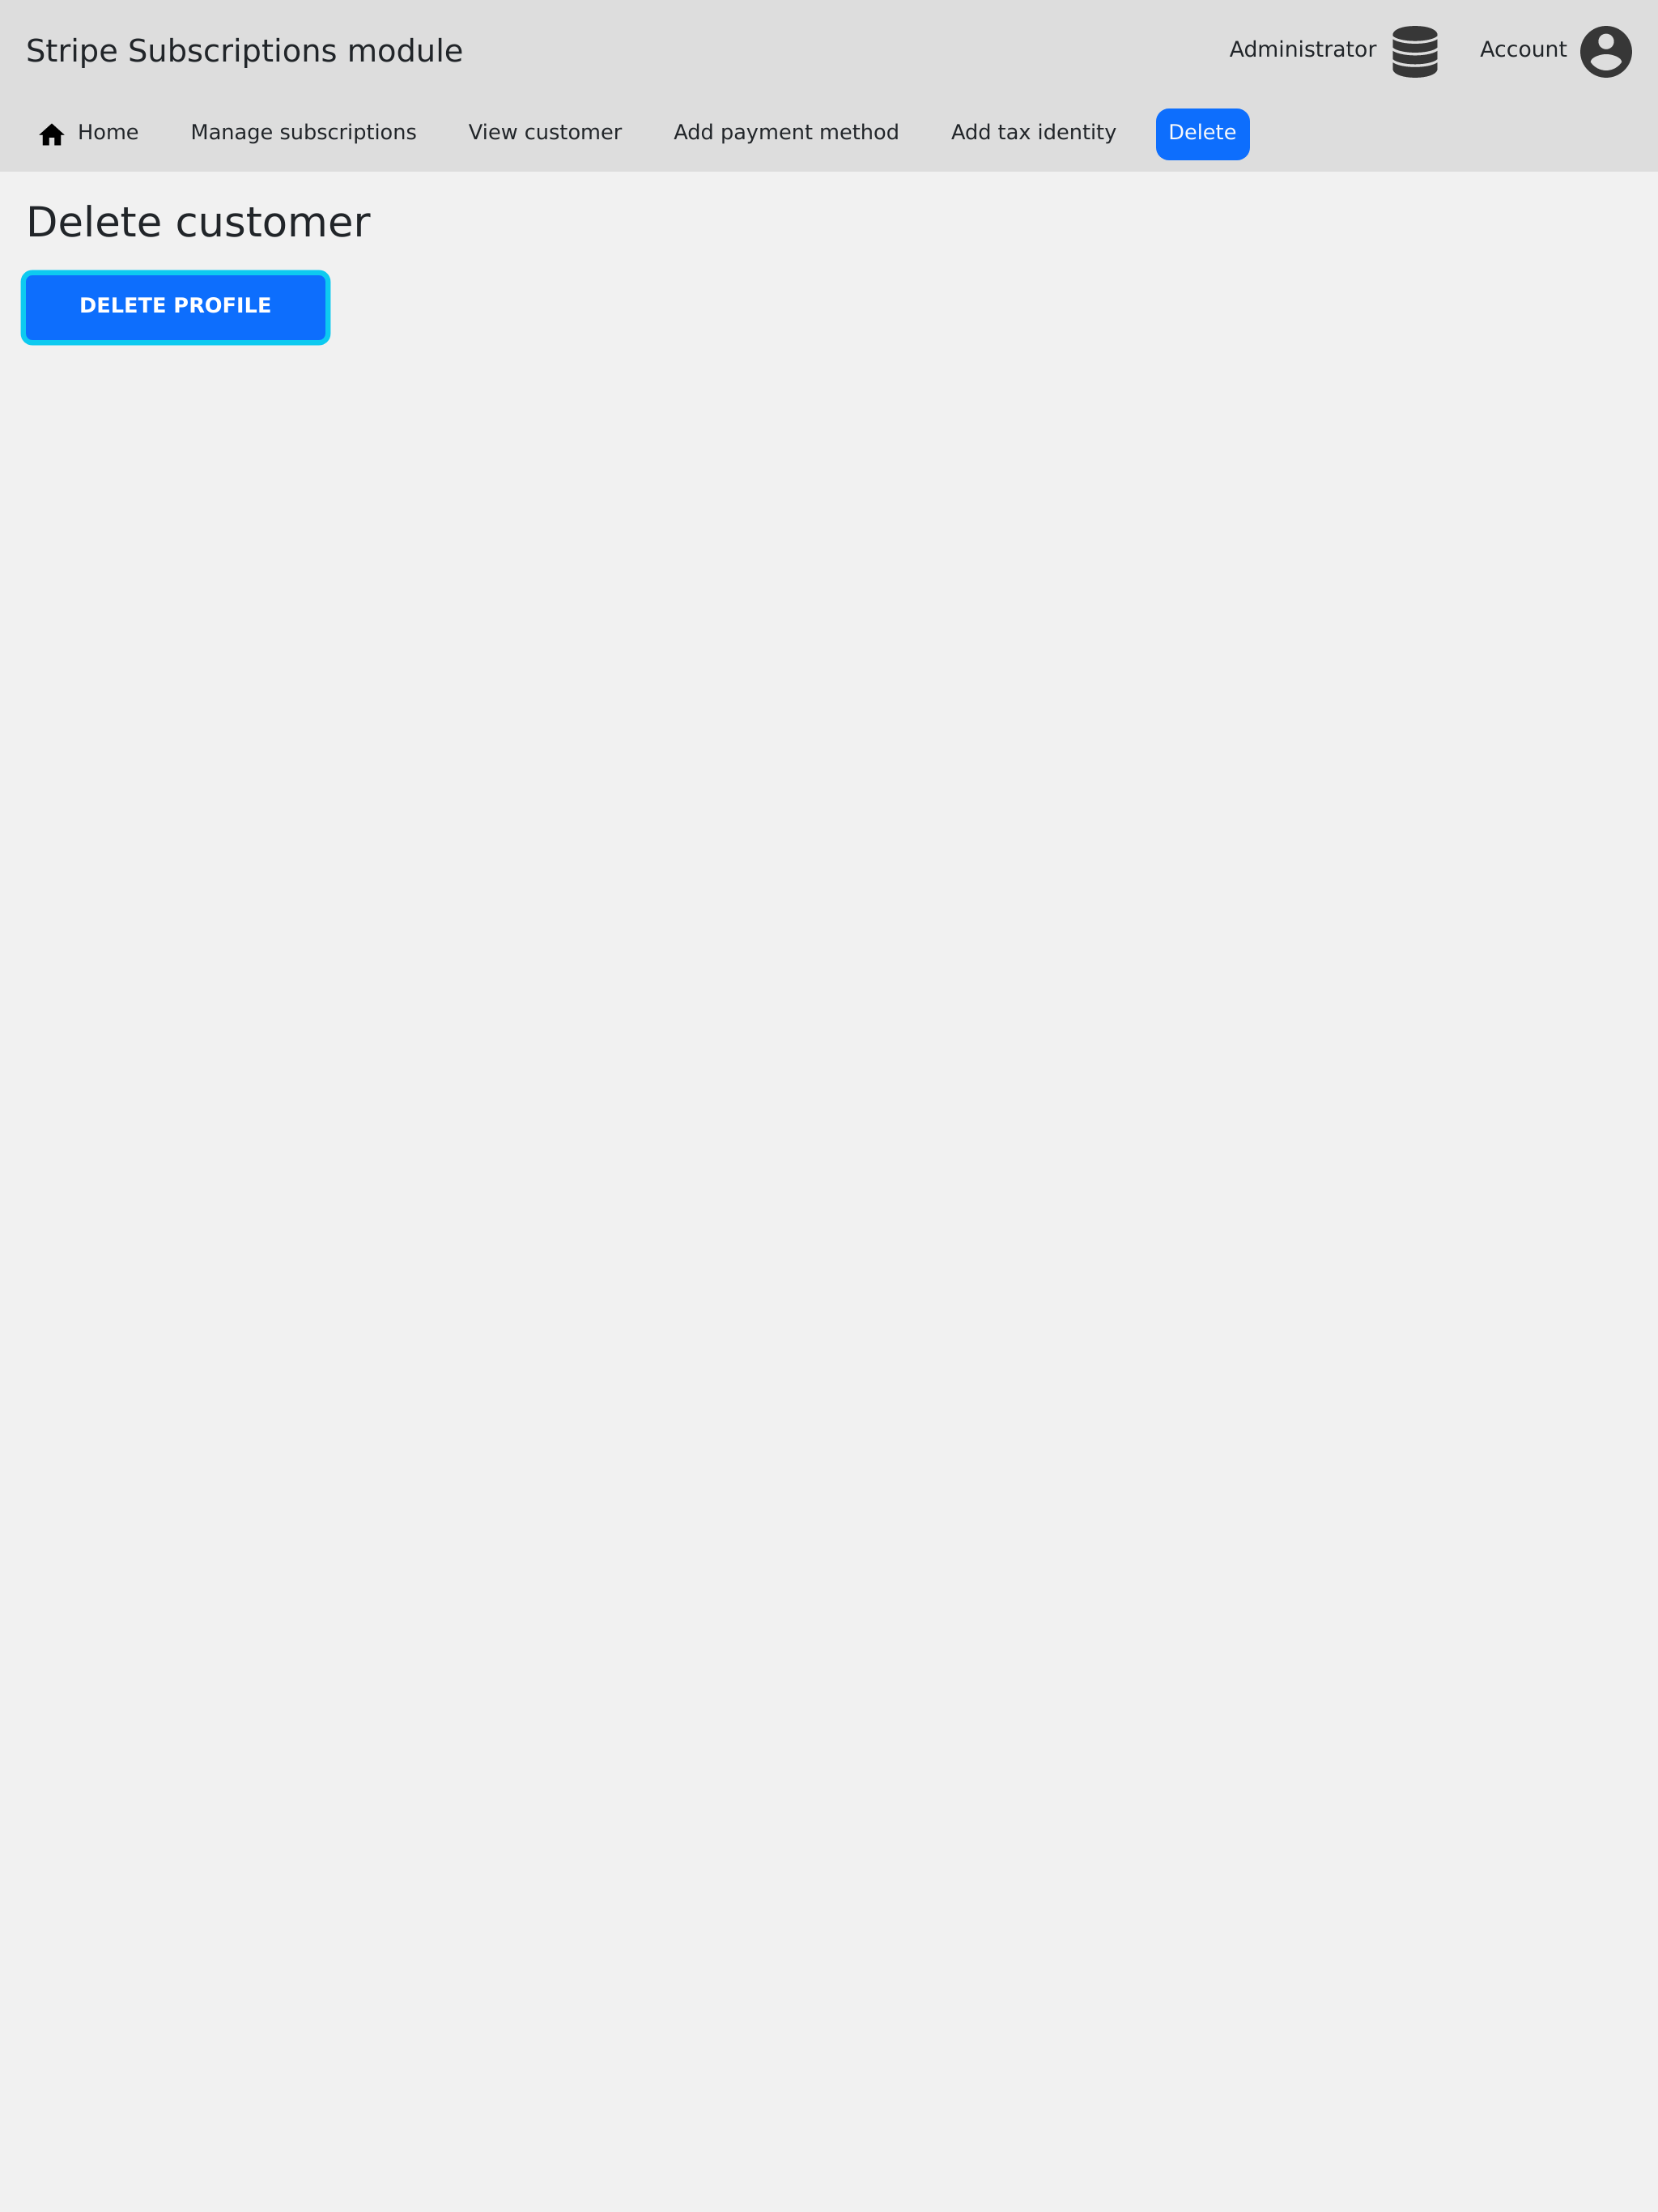 Stripe Subscriptions module
Administrator
Account
Home
Manage subscriptions
View customer
Add payment method
Add tax identity
Delete
Delete customer
DELETE PROFILE